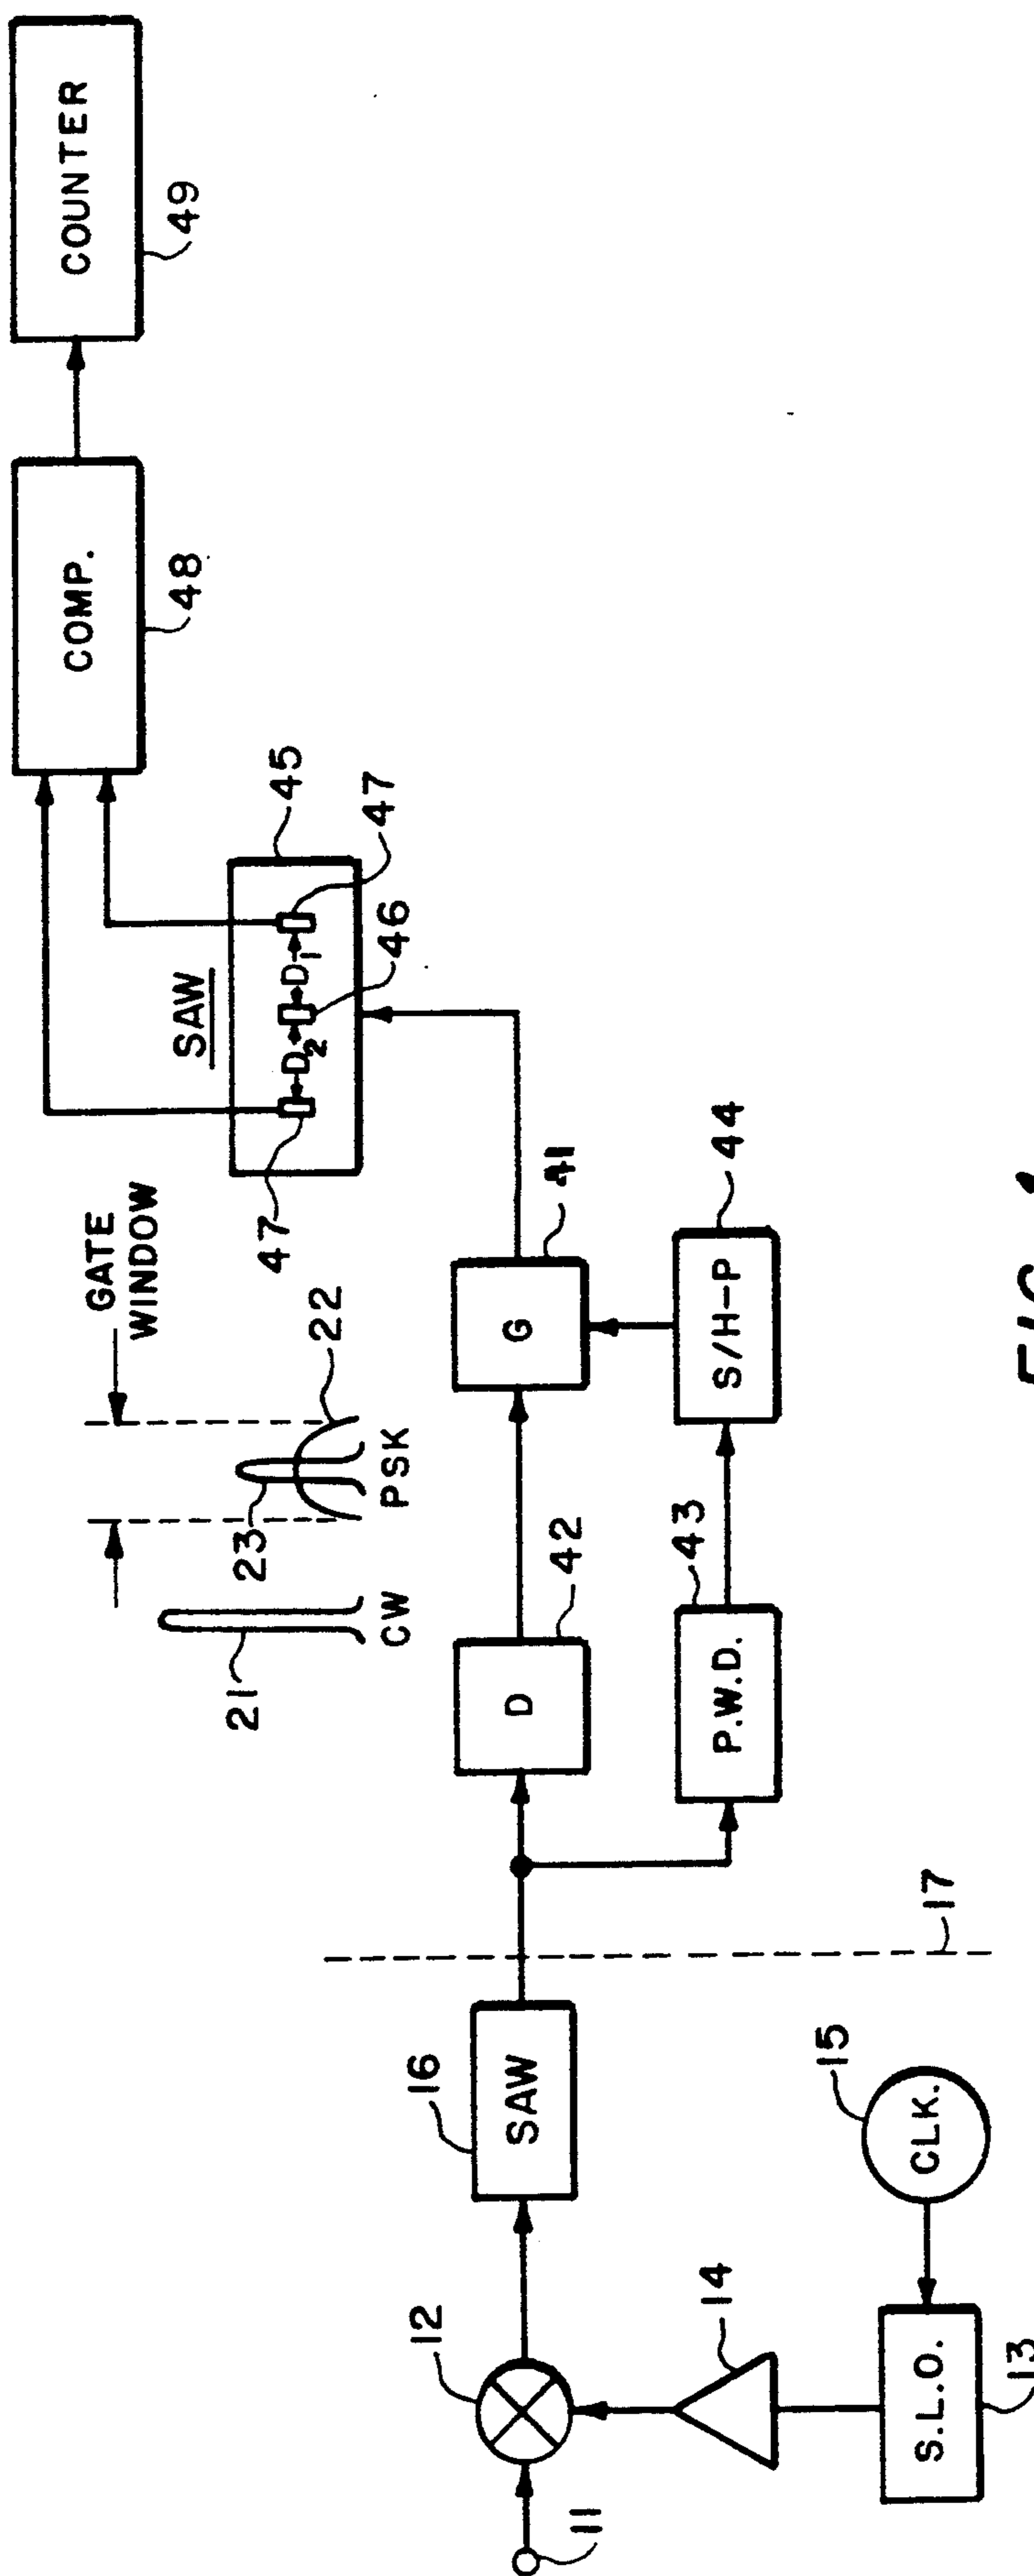 COUNTER
49
COMP.
48
SAW
45
47
D2
D1
46
47
GATE
WINDOW
22
23
PSK
21
CW
41
G
44
S/H-P
42
D
43
P.W.D.
17
16
SAW
15
CLK.
12
14
11
S.L.O.
13